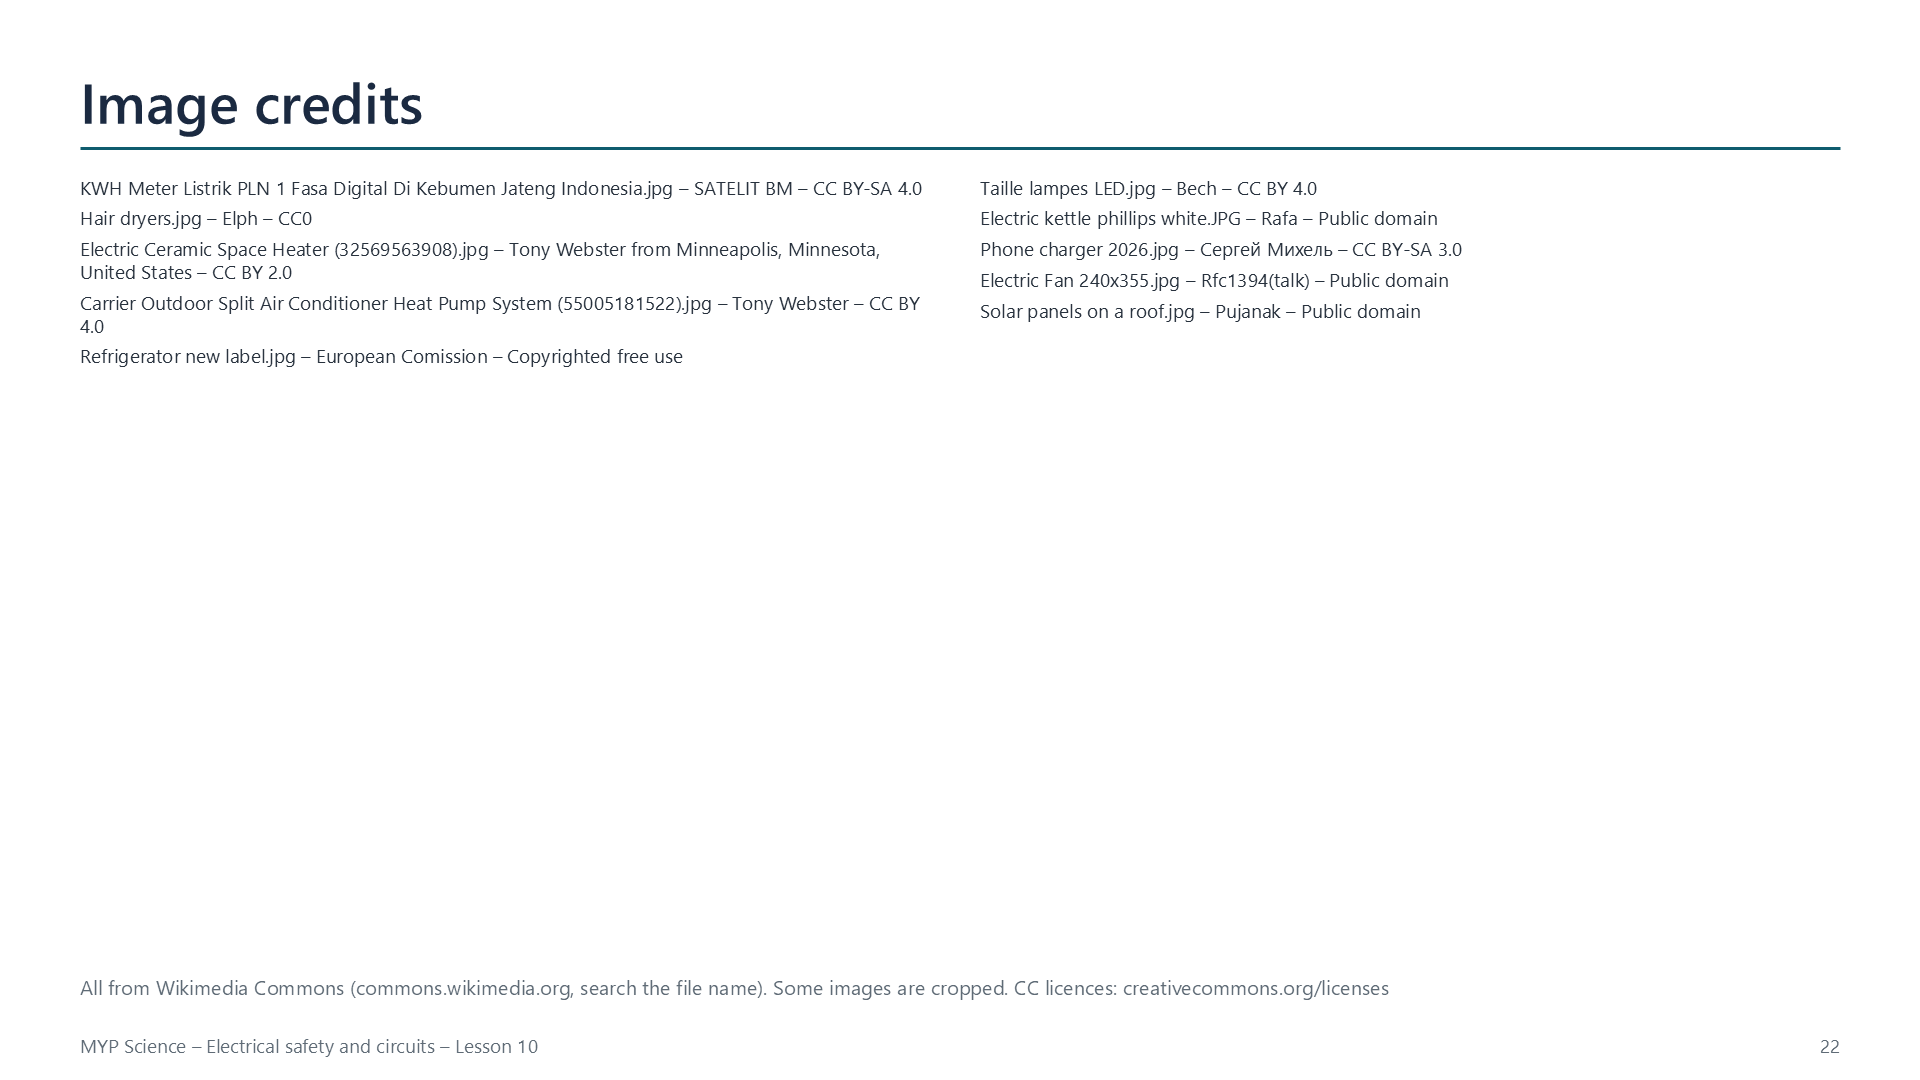 Image credits
KWH Meter Listrik PLN 1 Fasa Digital Di Kebumen Jateng Indonesia.jpg – SATELIT BM – CC BY-SA 4.0
Hair dryers.jpg – Elph – CC0
Electric Ceramic Space Heater (32569563908).jpg – Tony Webster from Minneapolis, Minnesota,
United States – CC BY 2.0
Carrier Outdoor Split Air Conditioner Heat Pump System (55005181522).jpg – Tony Webster – CC BY
4.0
Refrigerator new label.jpg – European Comission – Copyrighted free use
Taille lampes LED.jpg – Bech – CC BY 4.0
Electric kettle phillips white.JPG – Rafa – Public domain
Phone charger 2026.jpg – Сергей Михель – CC BY-SA 3.0
Electric Fan 240x355.jpg – Rfc1394(talk) – Public domain
Solar panels on a roof.jpg – Pujanak – Public domain
All from Wikimedia Commons (commons.wikimedia.org, search the file name). Some images are cropped. CC licences: creativecommons.org/licenses
MYP Science – Electrical safety and circuits – Lesson 10
22